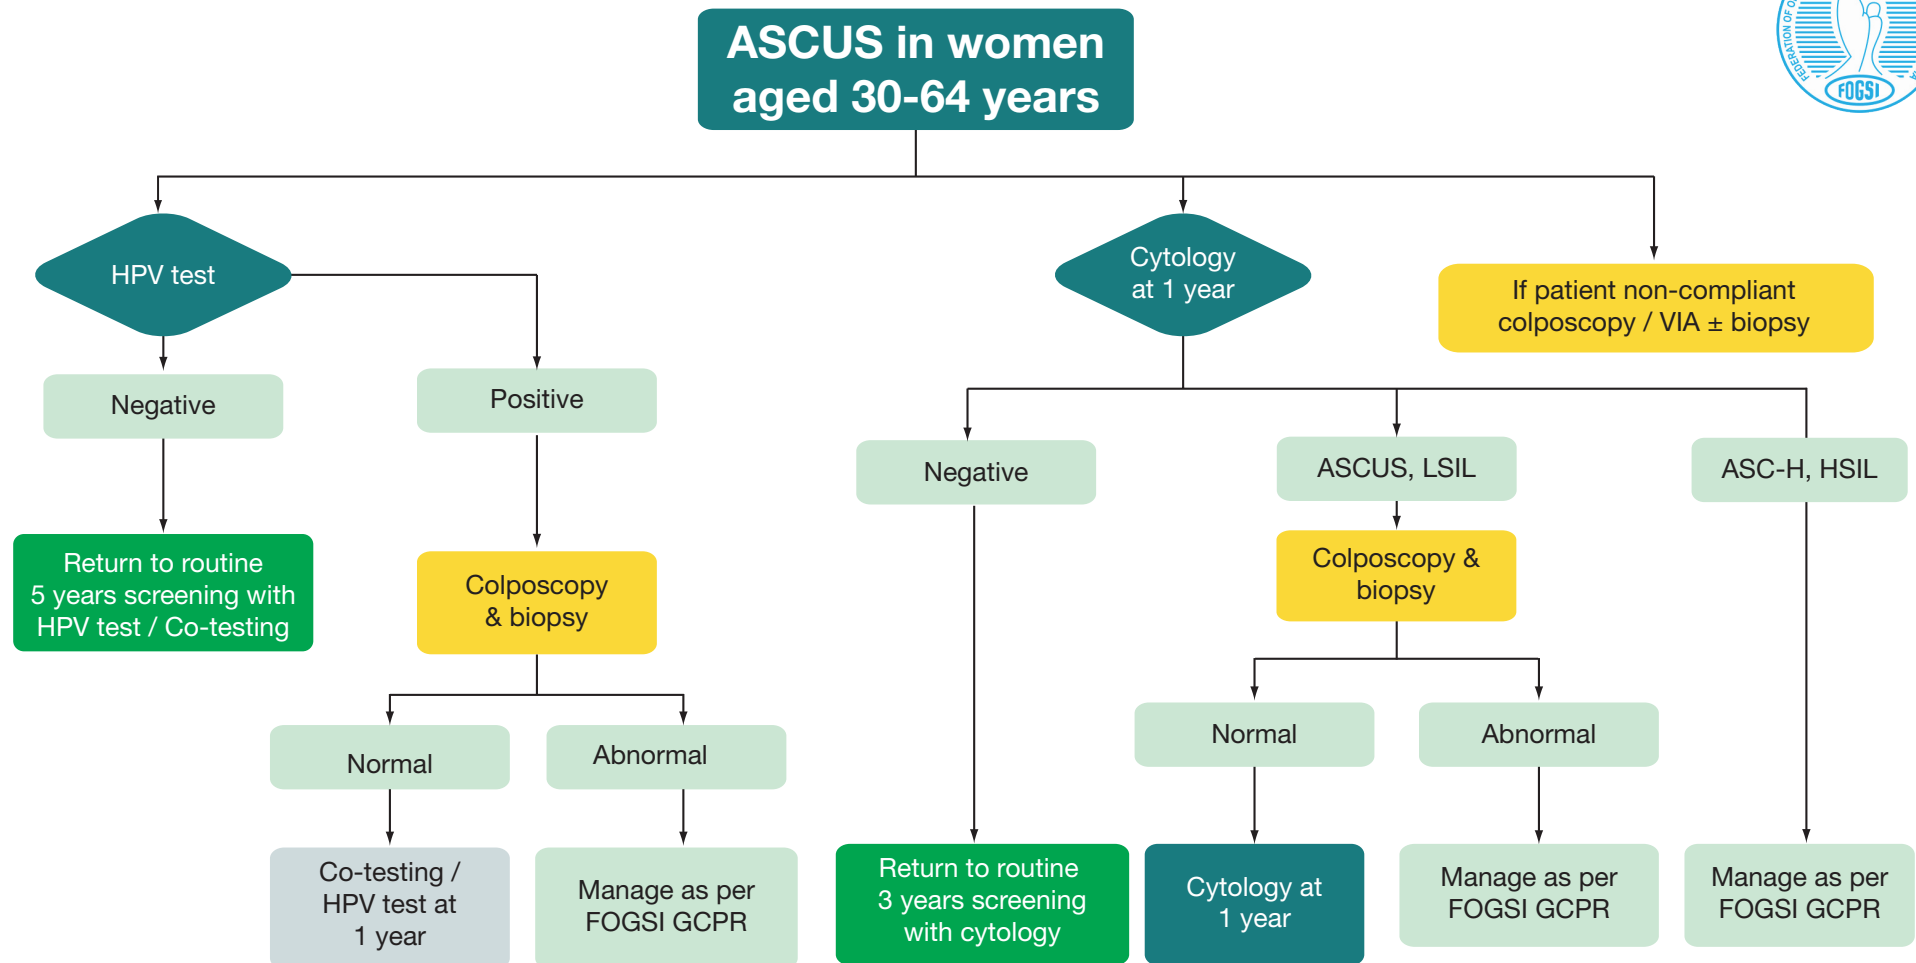 ASCUS in women
aged 30-64 years
FEDERATION OF O
FOGSI
HPV test
Cytology
at 1 year
If patient non-compliant
colposcopy / VIA ± biopsy
Negative
Positive
Negative
ASCUS, LSIL
ASC-H, HSIL
Return to routine
5 years screening with
HPV test / Co-testing
Colposcopy
& biopsy
Colposcopy &
biopsy
Normal
Abnormal
Normal
Abnormal
Co-testing /
HPV test at
1 year
Manage as per
FOGSI GCPR
Return to routine
3 years screening
with cytology
Cytology at
1 year
Manage as per
FOGSI GCPR
Manage as per
FOGSI GCPR